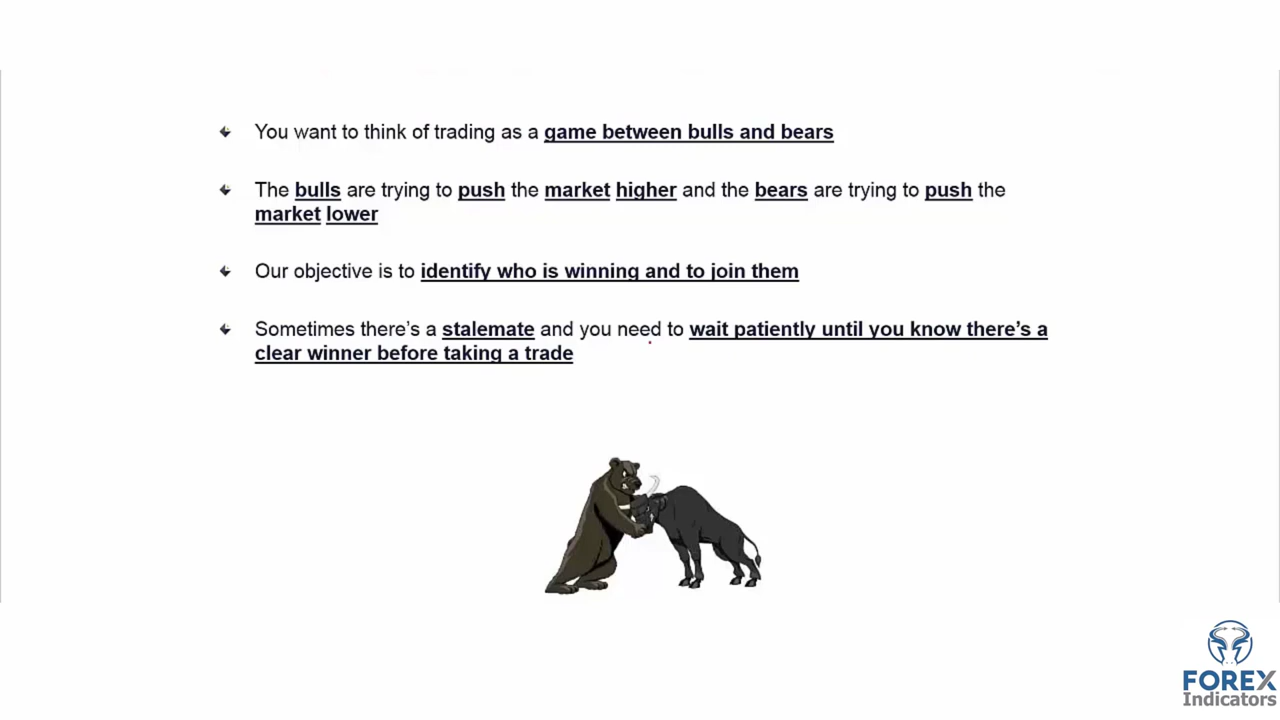 You want to think of trading as a game between bulls and bears
The bulls are trying to push the market higher and the bears are trying to push the
market lower
Our objective is to identify who is winning and to join them
Sometimes there's a stalemate and you need to wait patiently until you know there's a
clear winner before taking a trade
FOREX
Indicators